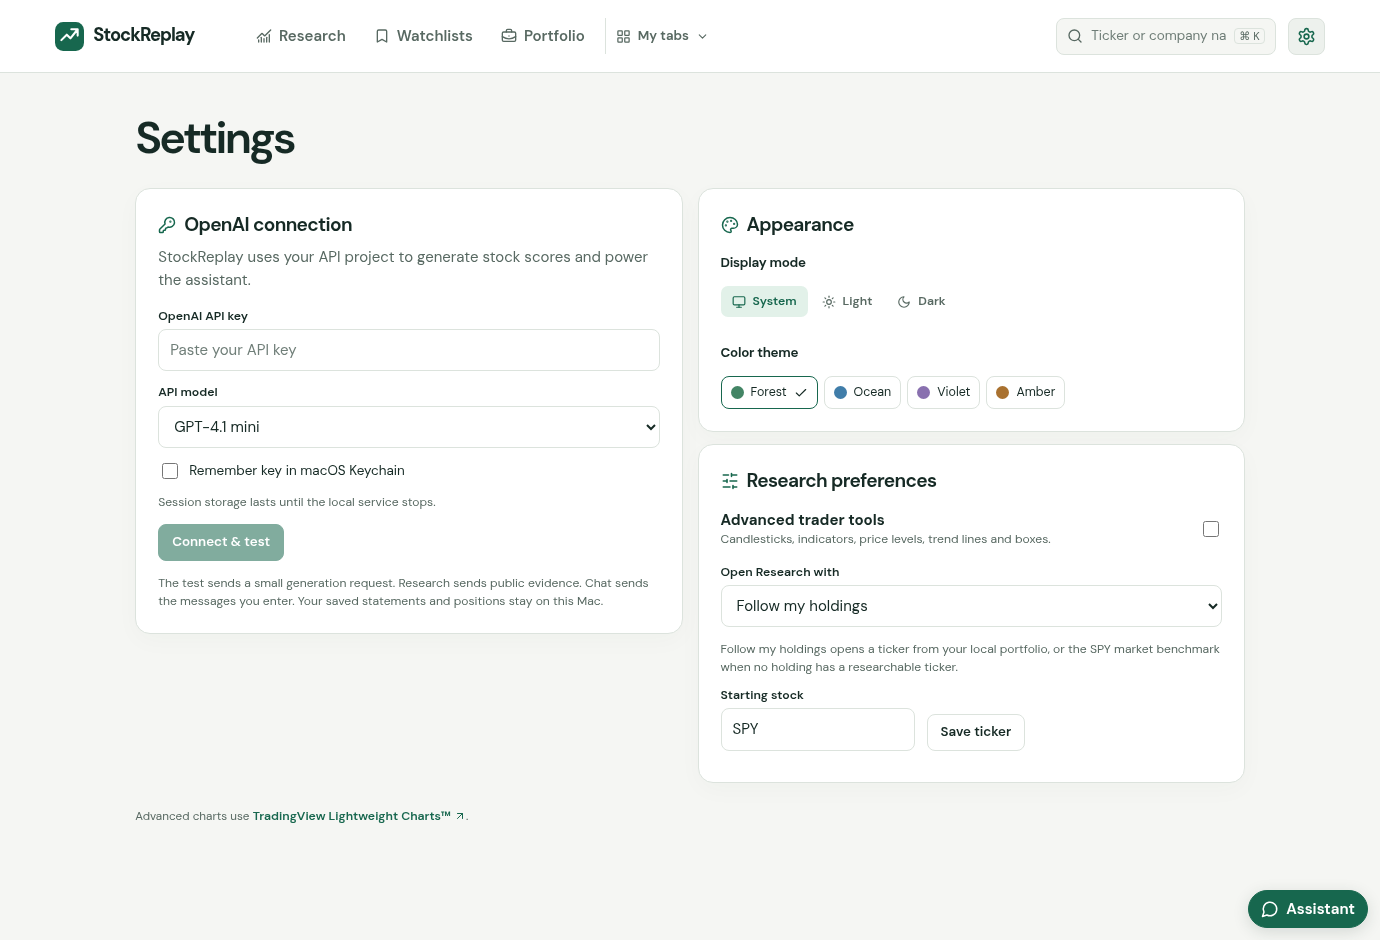 StockReplay
Research
Watchlists
Portfolio
My tabs
Ticker or company na
⌘ K
Settings
OpenAI connection
StockReplay uses your API project to generate stock scores and power
the assistant.
OpenAI API key
Paste your API key
API model
GPT-4.1 mini
Remember key in macOS Keychain
Session storage lasts until the local service stops.
Connect & test
The test sends a small generation request. Research sends public evidence. Chat sends
the messages you enter. Your saved statements and positions stay on this Mac.
Appearance
Display mode
System
Light
Dark
Color theme
Forest
Ocean
Violet
Amber
Research preferences
Advanced trader tools
Candlesticks, indicators, price levels, trend lines and boxes.
Open Research with
Follow my holdings
Follow my holdings opens a ticker from your local portfolio, or the SPY market benchmark
when no holding has a researchable ticker.
Starting stock
SPY
Save ticker
Advanced charts use TradingView Lightweight Charts™ ↗.
Assistant